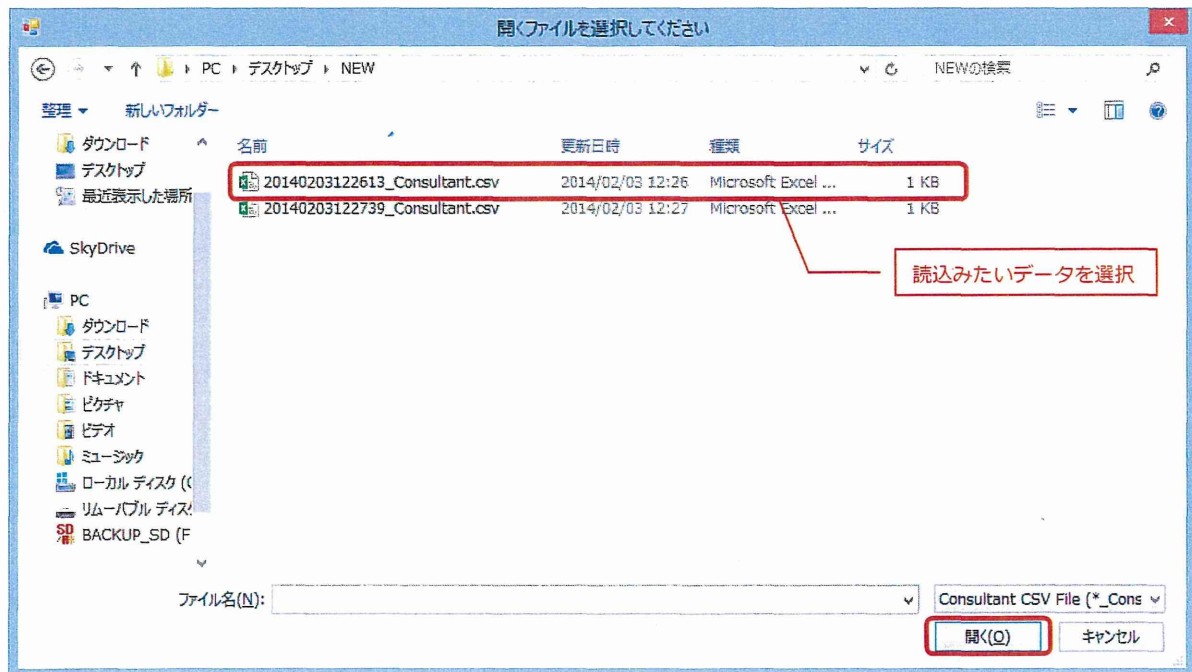 開くファイルを選択してください
PC ▸ デスクトップ ▸ NEW
NEWの検索
整理 新しいフォルダー
ダウンロード
デスクトップ
最近表示した場所
SkyDrive
PC
ダウンロード
デスクトップ
ドキュメント
ピクチャ
ビデオ
ミュージック
ローカル ディスク (C
リムーバブル ディスク
BACKUP_SD (F
名前 更新日時 種類 サイズ
20140203122613_Consultant.csv 2014/02/03 12:26 Microsoft Excel ... 1 KB
20140203122739_Consultant.csv 2014/02/03 12:27 Microsoft Excel ... 1 KB
読込みたいデータを選択
ファイル名(N):
Consultant CSV File (*_Cons
開く(O) キャンセル